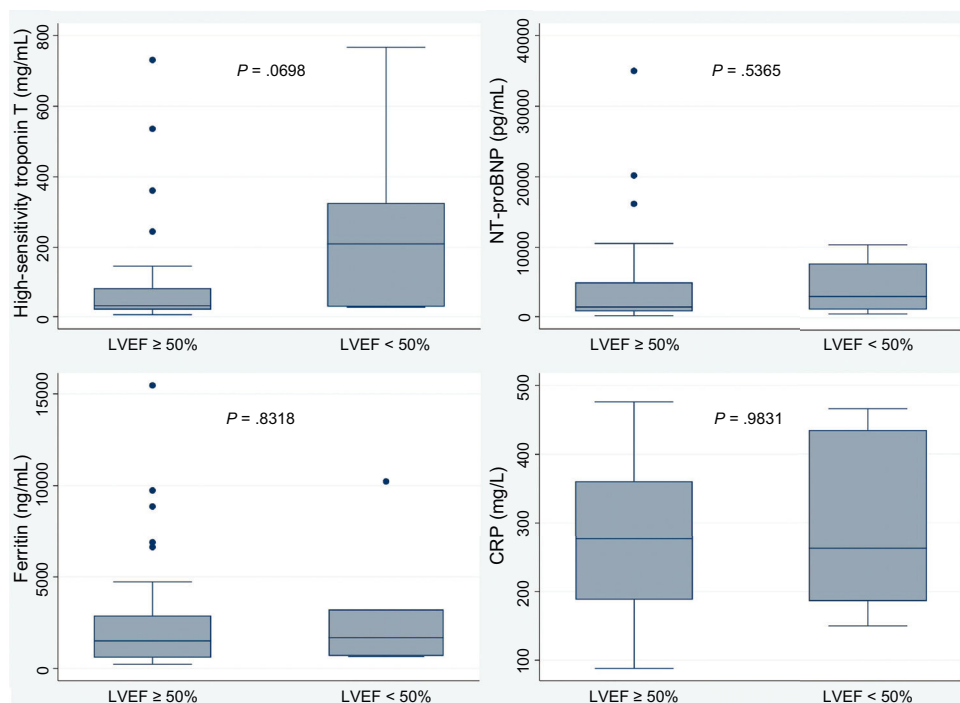 High-sensitivity troponin T (mg/mL)
800
600
400
200
0
P = .0698
LVEF ≥ 50%
LVEF < 50%
NT-proBNP (pg/mL)
40000
30000
20000
10000
0
P = .5365
LVEF ≥ 50%
LVEF < 50%
Ferritin (ng/mL)
15000
10000
5000
0
P = .8318
LVEF ≥ 50%
LVEF < 50%
CRP (mg/L)
500
400
300
200
100
P = .9831
LVEF ≥ 50%
LVEF < 50%